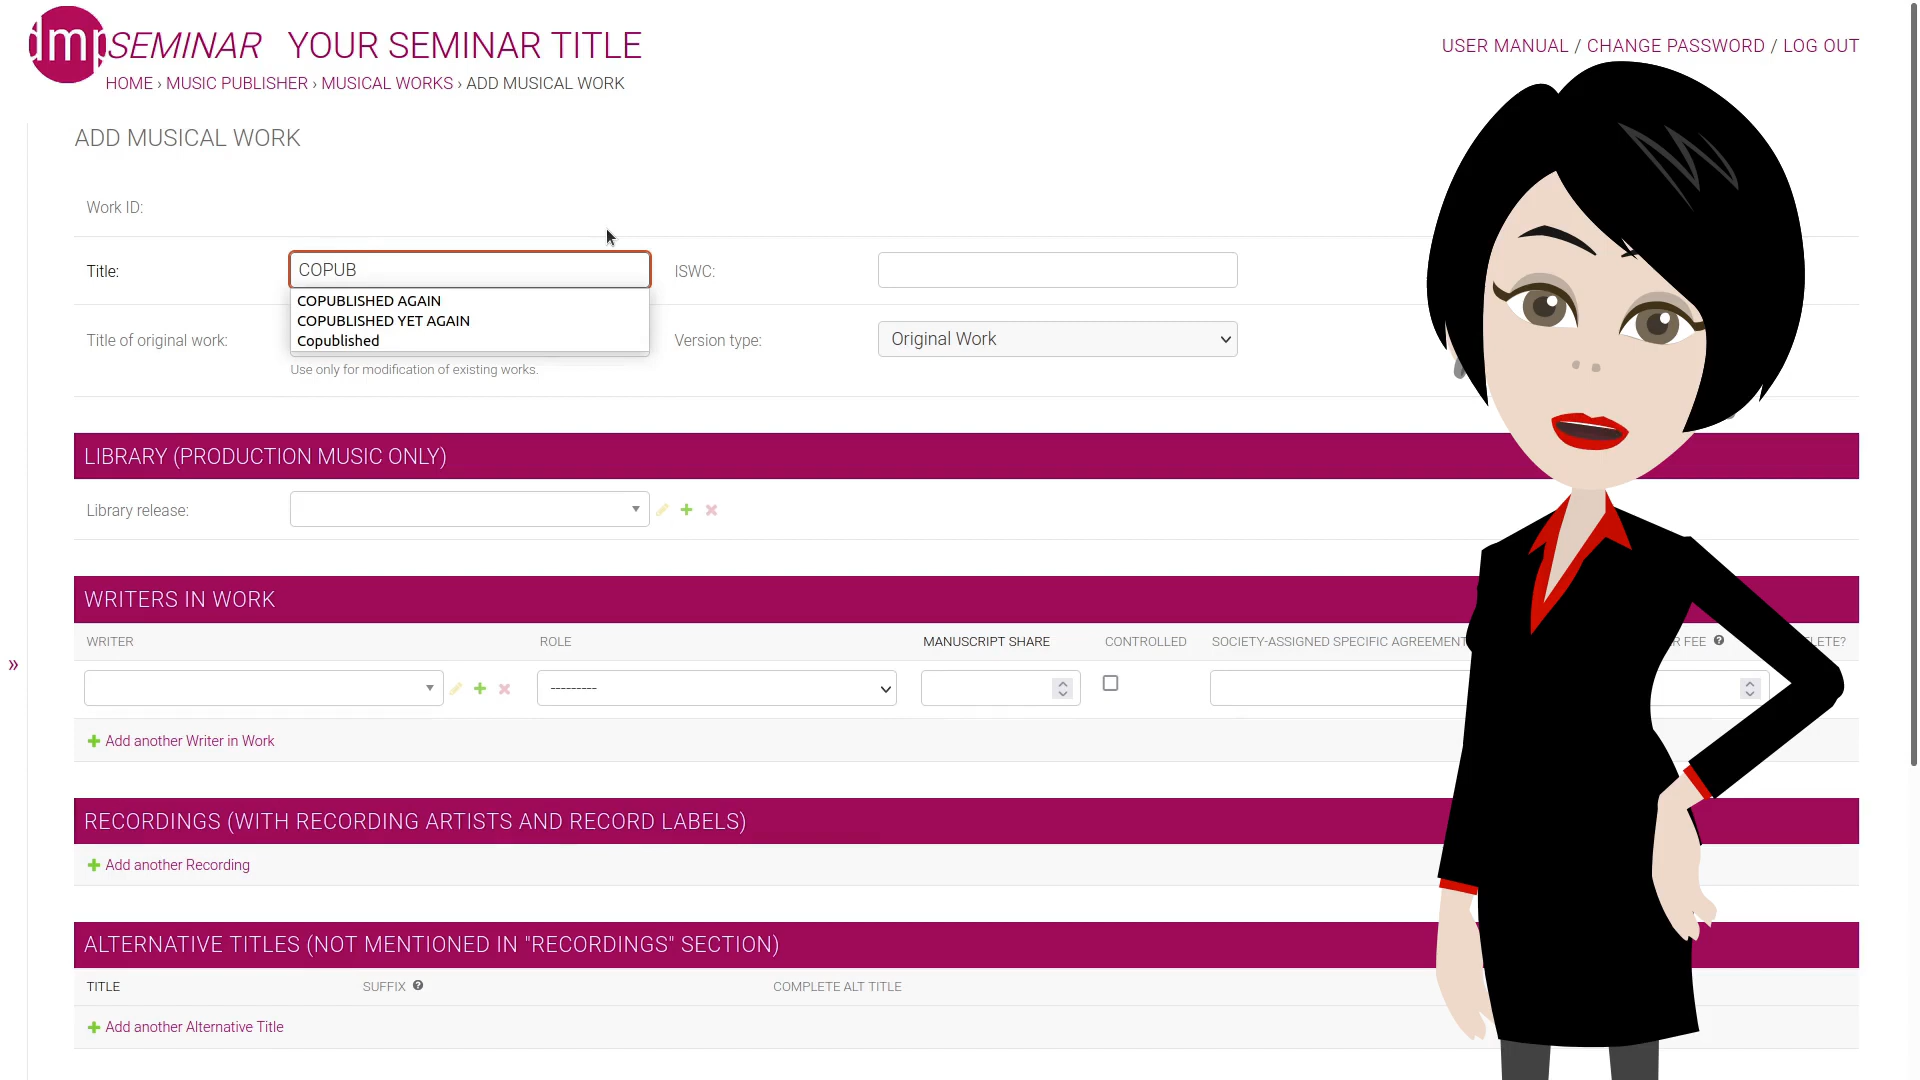 dmp SEMINAR YOUR SEMINAR TITLE
USER MANUAL / CHANGE PASSWORD / LOG OUT
HOME › MUSIC PUBLISHER › MUSICAL WORKS › ADD MUSICAL WORK
ADD MUSICAL WORK
Work ID:
Title: COPUB ISWC:
COPUBLISHED AGAIN
COPUBLISHED YET AGAIN
Copublished
Title of original work: Version type: Original Work
Use only for modification of existing works.
LIBRARY (PRODUCTION MUSIC ONLY)
Library release:
WRITERS IN WORK
WRITER ROLE MANUSCRIPT SHARE CONTROLLED SOCIETY-ASSIGNED SPECIFIC AGREEMENT FEE
---------
Add another Writer in Work
RECORDINGS (WITH RECORDING ARTISTS AND RECORD LABELS)
Add another Recording
ALTERNATIVE TITLES (NOT MENTIONED IN "RECORDINGS" SECTION)
TITLE SUFFIX COMPLETE ALT TITLE
Add another Alternative Title